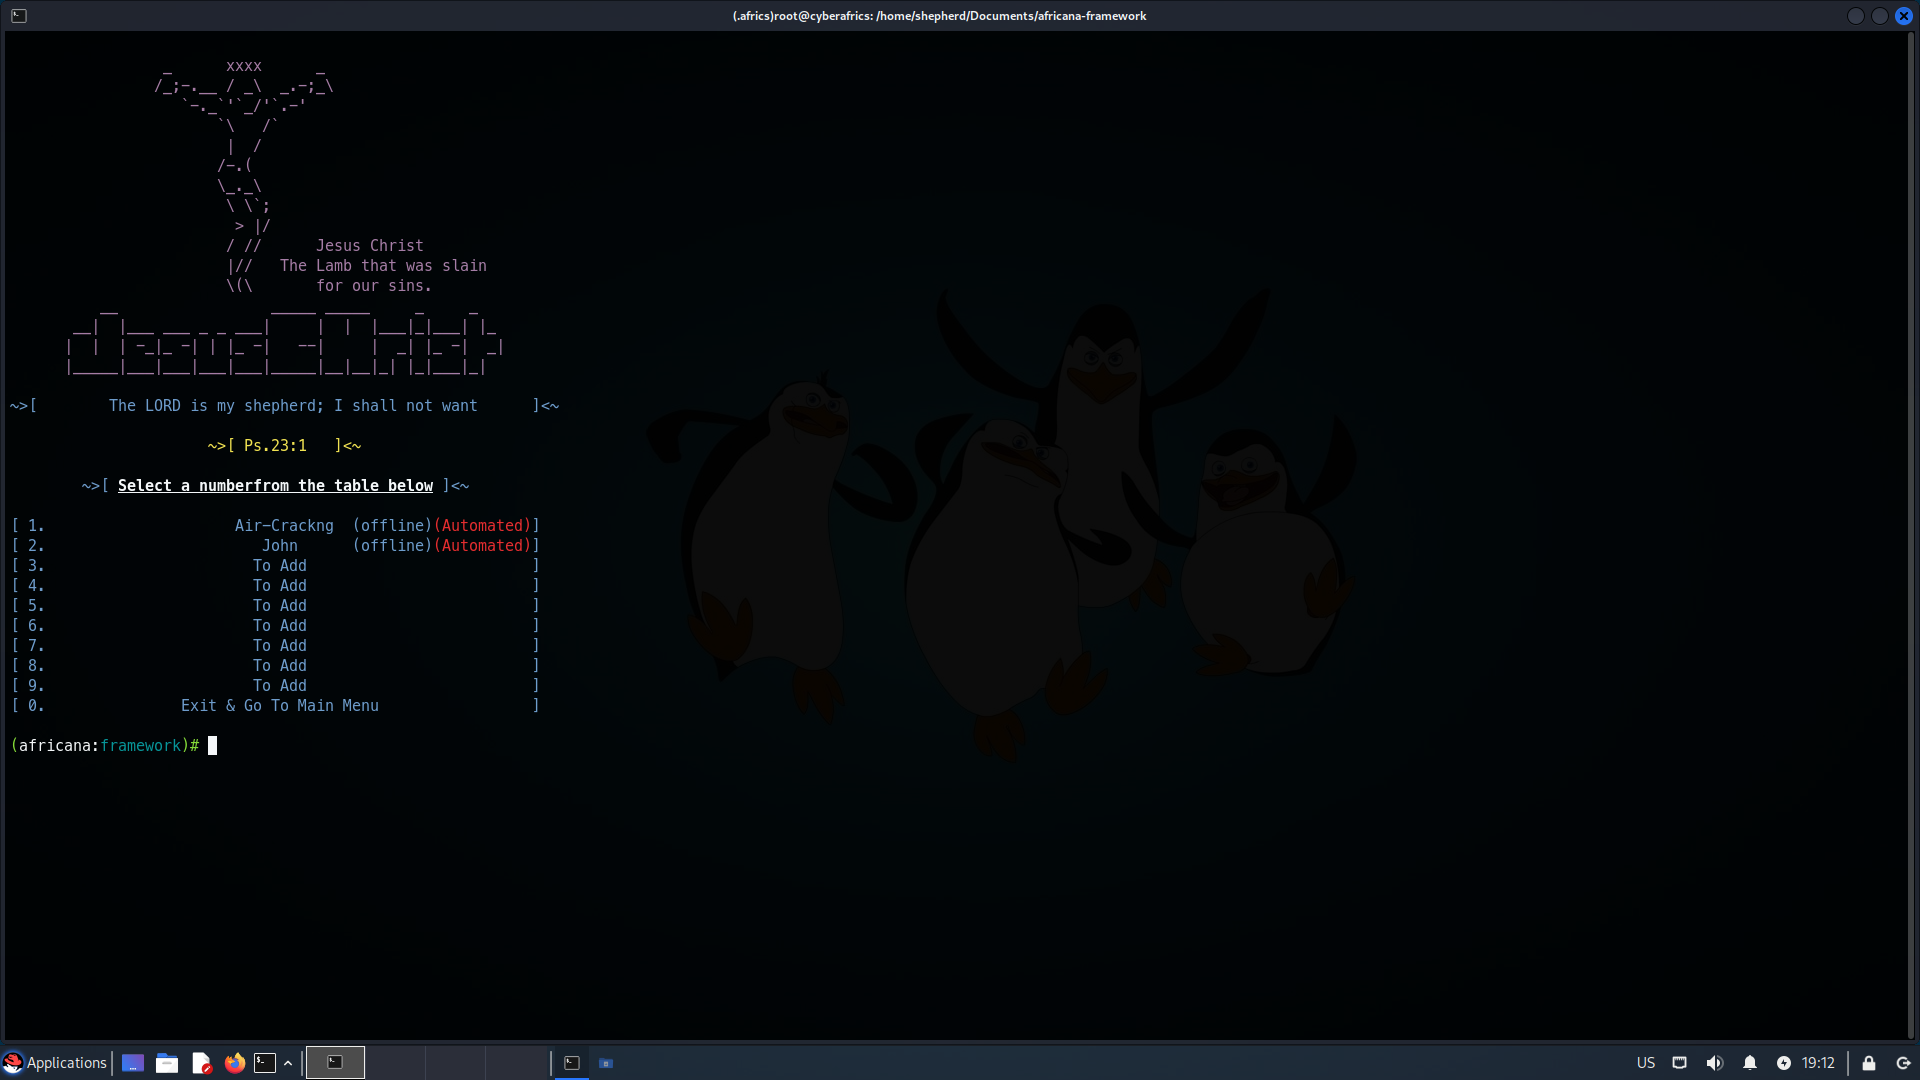 (.africs)root@cyberafrics: /home/shepherd/Documents/africana-framework
xxxx
Jesus Christ
The Lamb that was slain
for our sins.
JesusChrist
~>[ The LORD is my shepherd; I shall not want ]<~
~>[ Ps.23:1 ]<~
~>[ Select a numberfrom the table below ]<~
[ 1. Air-Crackng (offline)(Automated)]
[ 2. John (offline)(Automated)]
[ 3. To Add ]
[ 4. To Add ]
[ 5. To Add ]
[ 6. To Add ]
[ 7. To Add ]
[ 8. To Add ]
[ 9. To Add ]
[ 0. Exit & Go To Main Menu ]
(africana:framework)#
Applications
US
19:12